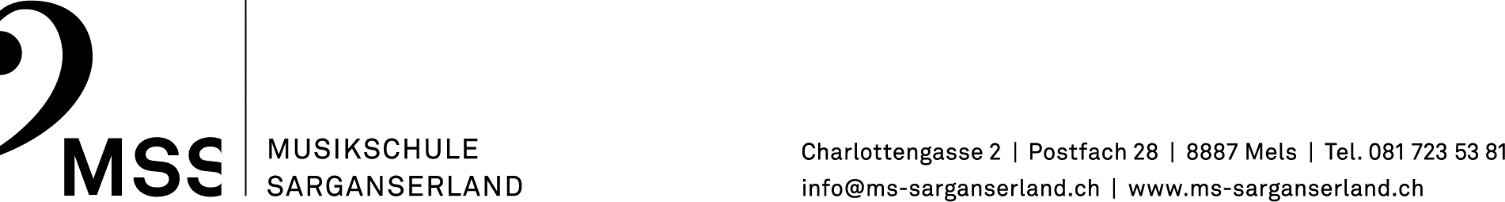 MSS
MUSIKSCHULE
SARGANSERLAND
Charlottengasse 2 | Postfach 28 | 8887 Mels | Tel. 081 723 53 81
info@ms-sarganserland.ch | www.ms-sarganserland.ch